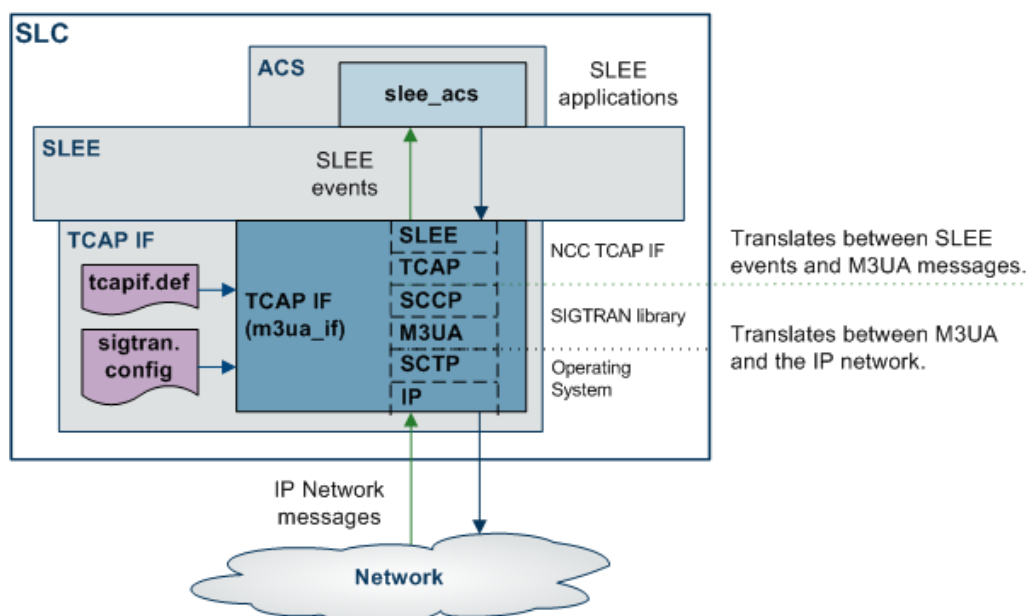 SLC
ACS
slee_acs
SLEE
applications
SLEE
SLEE
events
TCAP IF
tcapif.def
sigtran.
config
TCAP IF
(m3ua_if)
SLEE
TCAP
SCCP
M3UA
SCTP
IP
NCC TCAP IF
SIGTRAN library
Operating
System
Translates between SLEE
events and M3UA messages.
Translates between M3UA
and the IP network.
IP Network
messages
Network